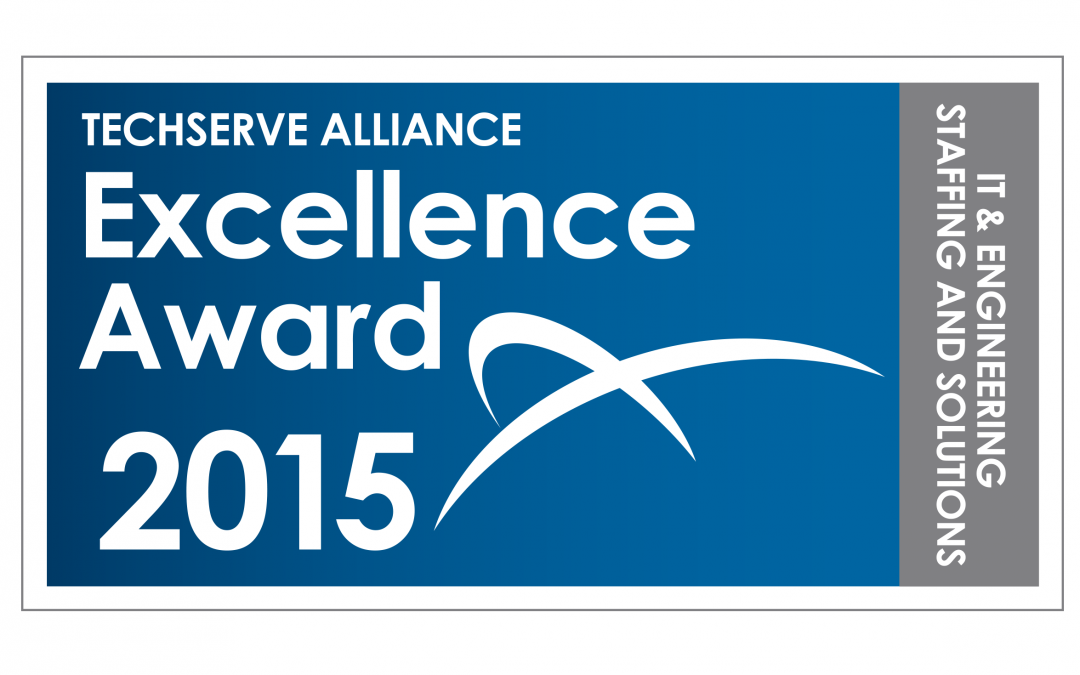 TECHSERVE ALLIANCE
Excellence
Award
2015
IT & ENGINEERING
STAFFING AND SOLUTIONS